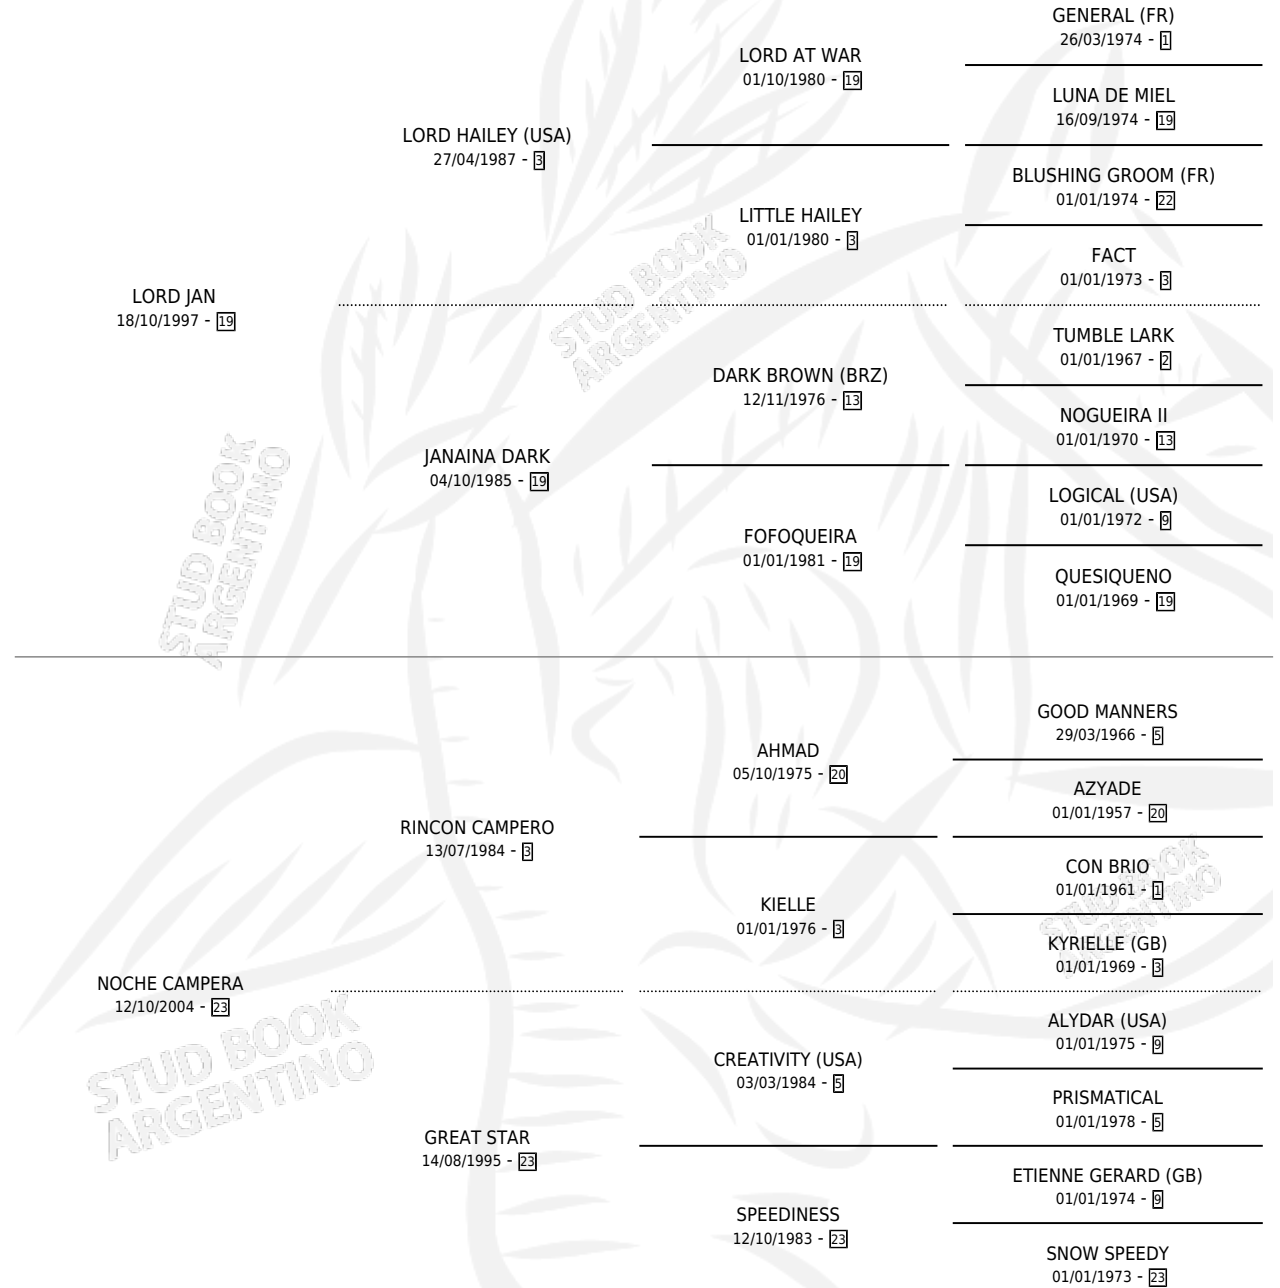 GENERAL (FR)
26/03/1974 - 1
LORD AT WAR
01/10/1980 - 19
LUNA DE MIEL
16/09/1974 - 19
LORD HAILEY (USA)
27/04/1987 - 3
BLUSHING GROOM (FR)
01/01/1974 - 22
LITTLE HAILEY
01/01/1980 - 3
FACT
01/01/1973 - 3
LORD JAN
18/10/1997 - 19
STUD BOOK
ARGENTINO
TUMBLE LARK
01/01/1967 - 2
DARK BROWN (BRZ)
12/11/1976 - 13
NOGUEIRA II
01/01/1970 - 13
JANAINA DARK
04/10/1985 - 19
LOGICAL (USA)
01/01/1972 - 9
FOFOQUEIRA
01/01/1981 - 19
QUESIQUENO
01/01/1969 - 19
STUD BOOK
ARGENTINO
GOOD MANNERS
29/03/1966 - 5
AHMAD
05/10/1975 - 20
AZYADE
01/01/1957 - 20
RINCON CAMPERO
13/07/1984 - 3
CON BRIO
01/01/1961 - 1
KIELLE
01/01/1976 - 3
STUD BOOK
ARGENTINO
KYRIELLE (GB)
01/01/1969 - 3
NOCHE CAMPERA
12/10/2004 - 23
STUD BOOK
ARGENTINO
ALYDAR (USA)
01/01/1975 - 9
CREATIVITY (USA)
03/03/1984 - 5
PRISMATICAL
01/01/1978 - 5
GREAT STAR
14/08/1995 - 23
ETIENNE GERARD (GB)
01/01/1974 - 9
SPEEDINESS
12/10/1983 - 23
SNOW SPEEDY
01/01/1973 - 23